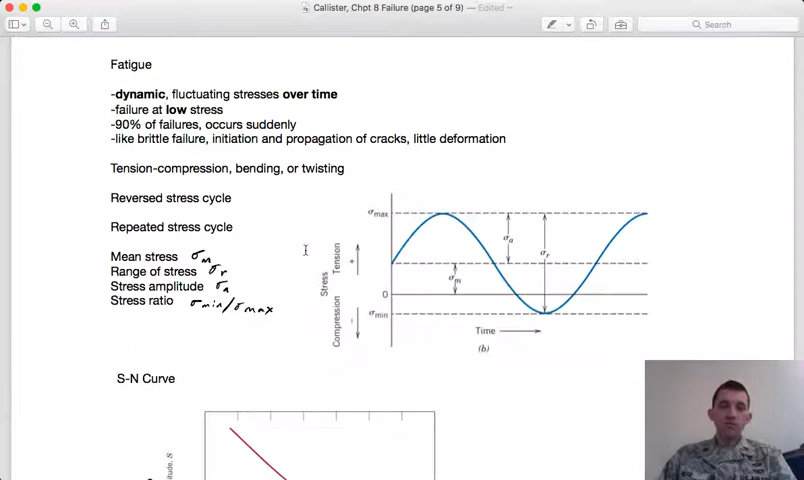 Callister, Chpt 8 Failure (page 5 of 9) — Edited
Search
Fatigue
-dynamic, fluctuating stresses over time
-failure at low stress
-90% of failures, occurs suddenly
-like brittle failure, initiation and propagation of cracks, little deformation
Tension-compression, bending, or twisting
Reversed stress cycle
Repeated stress cycle
Mean stress σm
Range of stress σr
Stress amplitude σa
Stress ratio σmin/σmax
σmax
σa
σr
σm
0
σmin
Stress
Compression Tension
+
−
Time
(b)
S-N Curve